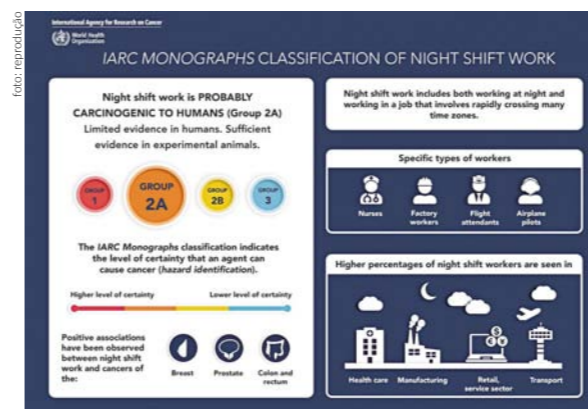 foto: reprodução
International Agency for Research on Cancer
World Health
Organization
IARC MONOGRAPHS CLASSIFICATION OF NIGHT SHIFT WORK
Night shift work is PROBABLY
CARCINOGENIC TO HUMANS (Group 2A)
Limited evidence in humans. Sufficient
evidence in experimental animals.
GROUP
1
GROUP
2A
GROUP
2B
GROUP
3
The IARC Monographs classification indicates
the level of certainty that an agent can
cause cancer (hazard identification).
Higher level of certainty
Lower level of certainty
Positive associations
have been observed
between night shift
work and cancers of
the:
Breast
Prostate
Colon and
rectum
Night shift work includes both working at night and
working in a job that involves rapidly crossing many
time zones.
Specific types of workers
Nurses
Factory
workers
Flight
attendants
Airplane
pilots
Higher percentages of night shift workers are seen in
Health care
Manufacturing
Retail,
service sector
Transport